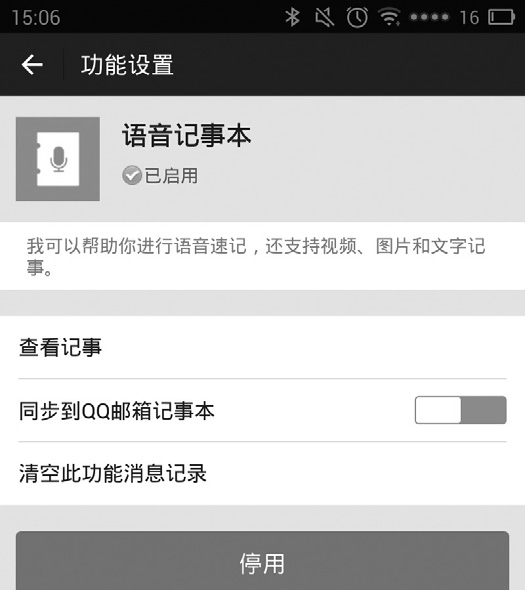 15:06
16
功能设置
语音记事本
已启用
我可以帮助你进行语音速记，还支持视频、图片和文字记
事。
查看记事
同步到QQ邮箱记事本
清空此功能消息记录
停用